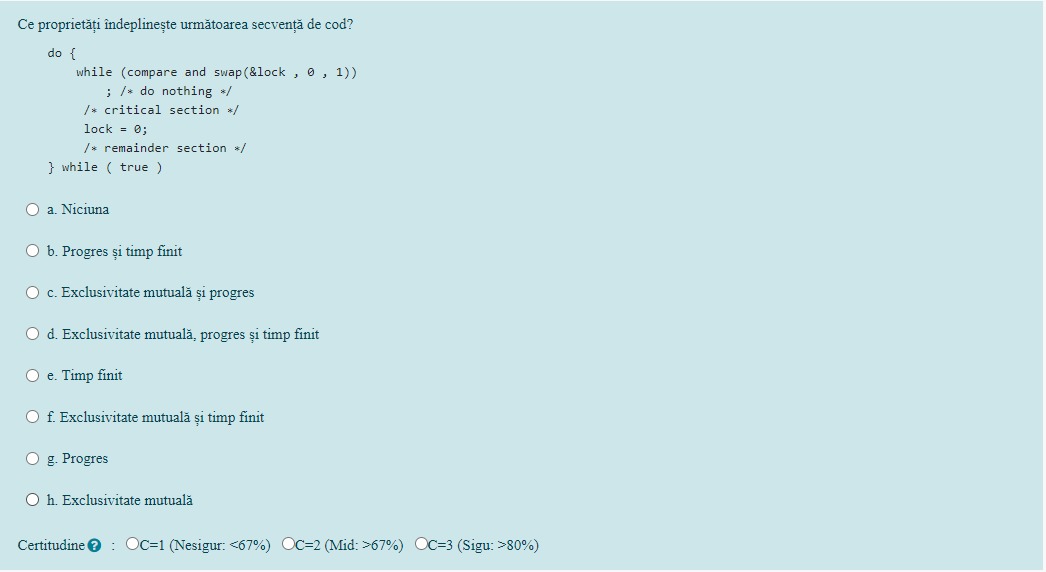 Ce proprietăți îndeplinește următoarea secvență de cod?
do {
while (compare and swap(&lock , 0 , 1))
; /* do nothing */
/* critical section */
lock = 0;
/* remainder section */
} while ( true )
a. Niciuna
b. Progres și timp finit
c. Exclusivitate mutuală și progres
d. Exclusivitate mutuală, progres și timp finit
e. Timp finit
f. Exclusivitate mutuală și timp finit
g. Progres
h. Exclusivitate mutuală
Certitudine ? : C=1 (Nesigur: <67%) C=2 (Mid: >67%) C=3 (Sigu: >80%)